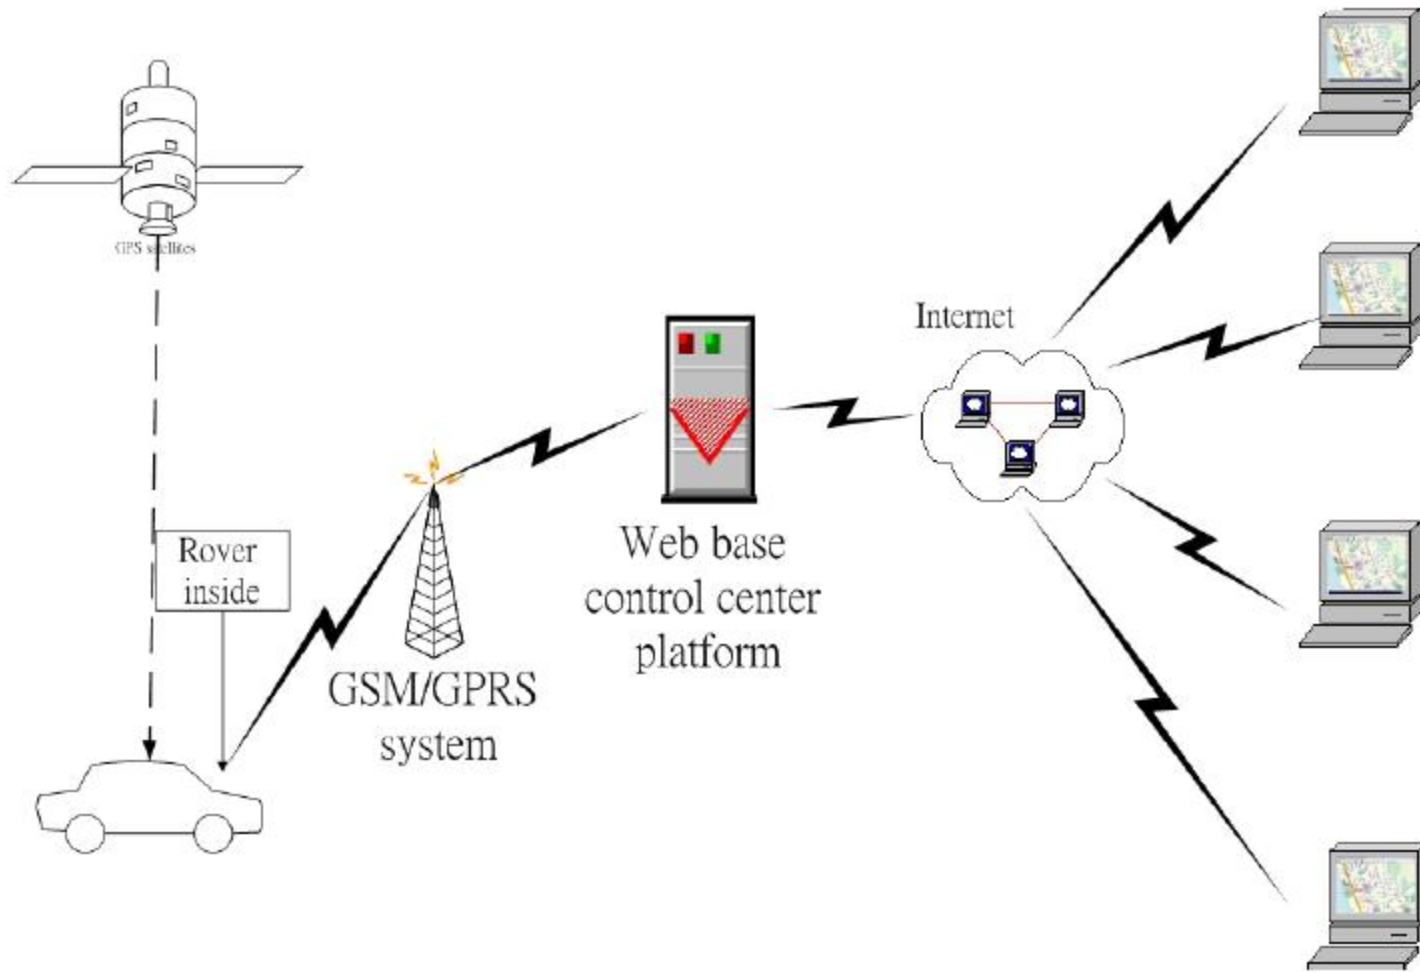 GPS satellites
Rover
inside
GSM/GPRS
system
Web base
control center
platform
Internet